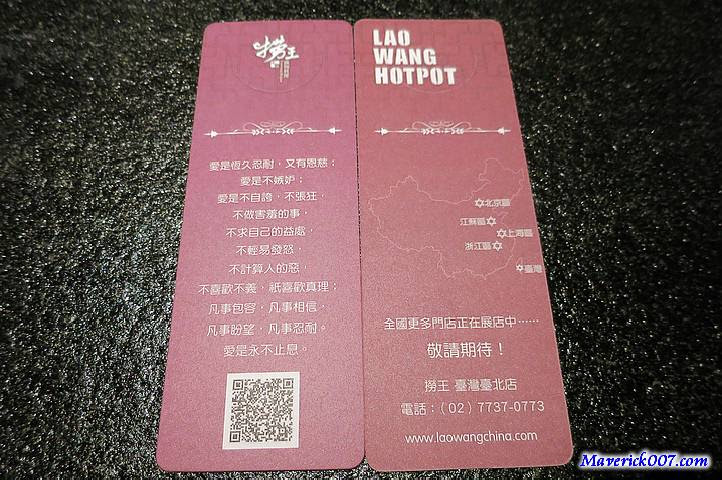 撈王
愛是恆久忍耐，又有恩慈；
愛是不嫉妒；
愛是不自誇，不張狂，
不做害羞的事，
不求自己的益處，
不輕易發怒，
不計算人的惡，
不喜歡不義，祇喜歡真理；
凡事包容，凡事相信，
凡事盼望，凡事忍耐。
愛是永不止息。
LAO
WANG
HOTPOT
北京區
江蘇區
上海區
浙江區
臺灣
全國更多門店正在展店中……
敬請期待！
撈王 臺灣臺北店
電話：(02) 7737-0773
www.laowangchina.com
Maverick007.com